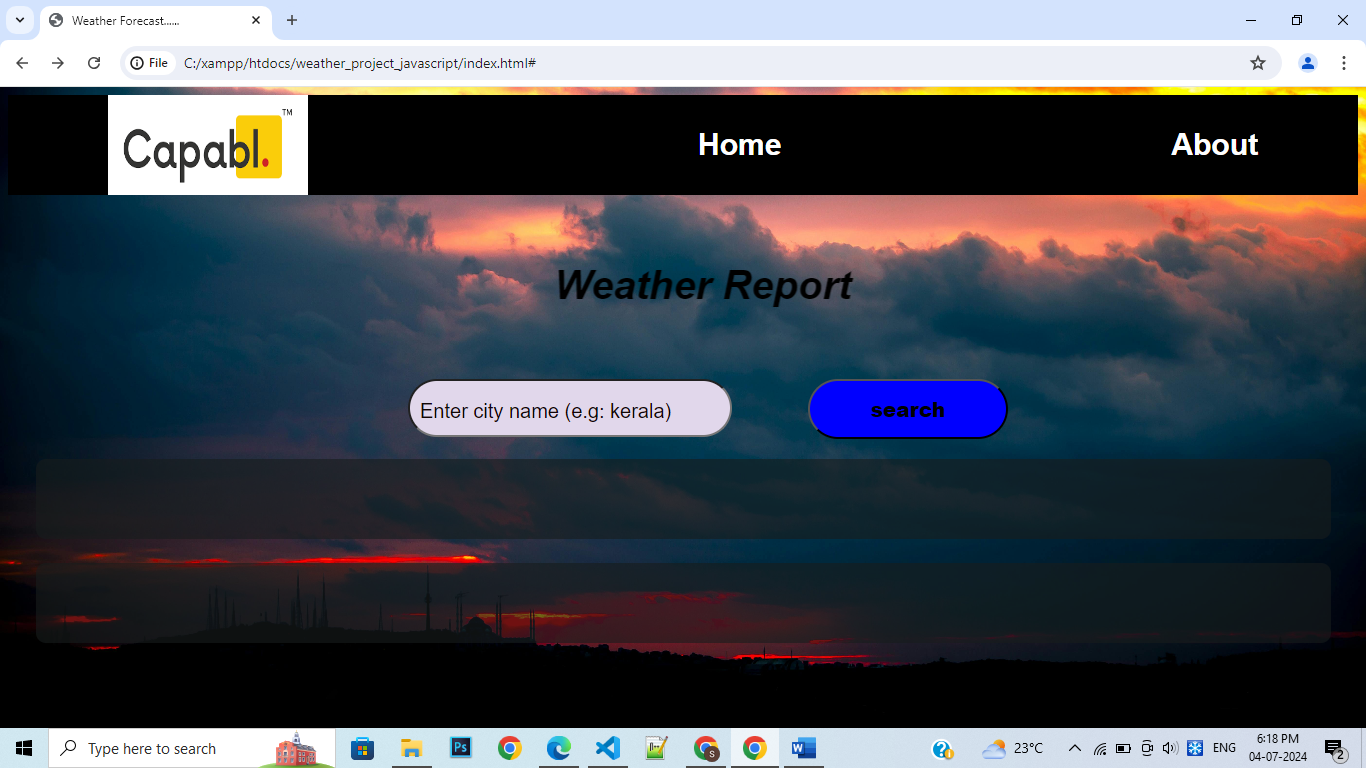 Weather Forecast......
File
C:/xampp/htdocs/weather_project_javascript/index.html#
Capabl.
TM
Home
About
Weather Report
Enter city name (e.g: kerala)
search
Type here to search
Ps
S
W
23°C
ENG
6:18 PM
04-07-2024
2